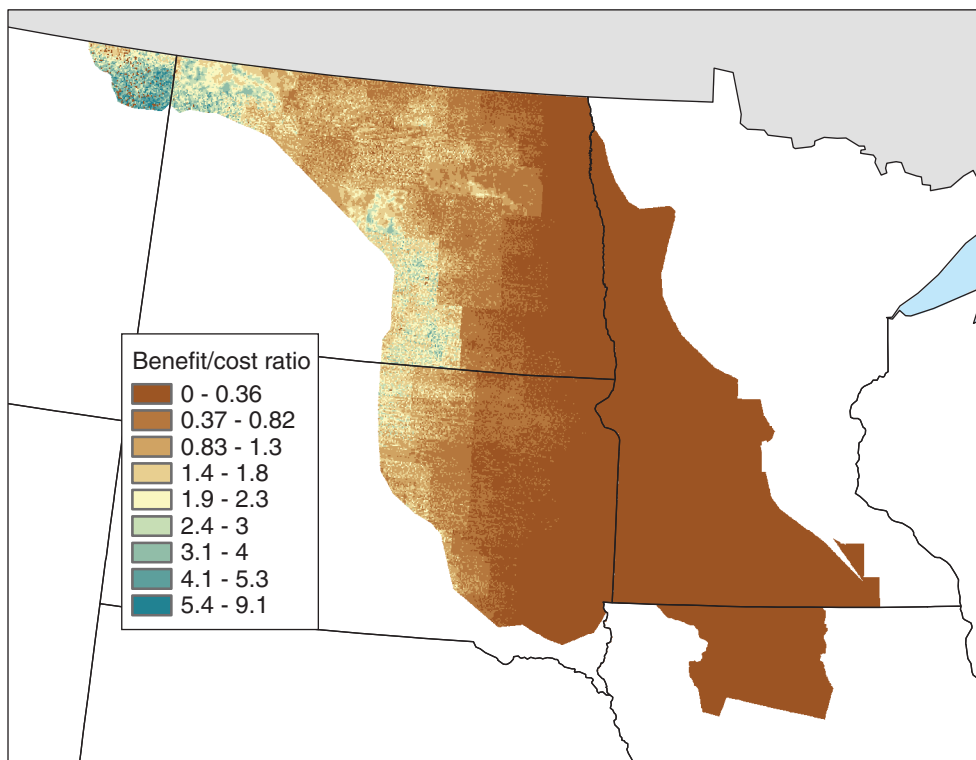 Benefit/cost ratio
0 - 0.36
0.37 - 0.82
0.83 - 1.3
1.4 - 1.8
1.9 - 2.3
2.4 - 3
3.1 - 4
4.1 - 5.3
5.4 - 9.1